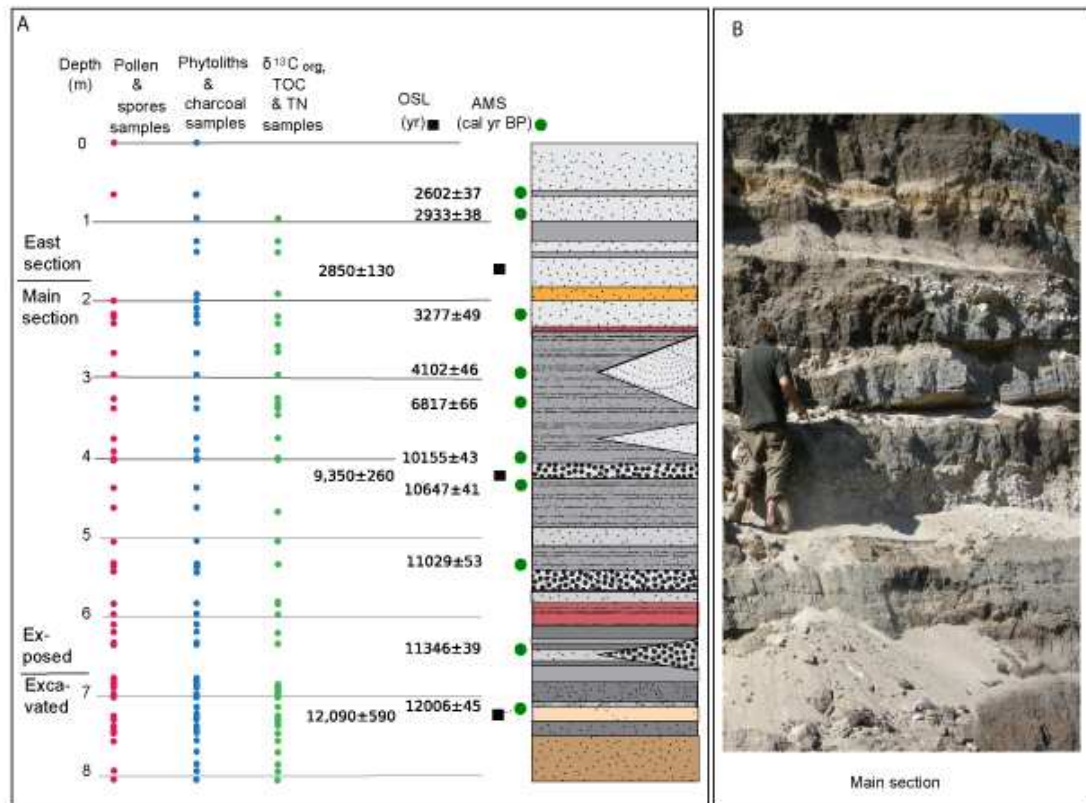 A
Depth
(m)
Pollen
&
spores
samples
Phytoliths
&
charcoal
samples
δ ¹³C org,
TOC
& TN
samples
OSL
(yr)
AMS
(cal yr BP)
0
2602±37
2933±38
1
East
section
2850±130
Main
section
2
3277±49
4102±46
3
6817±66
10155±43
4
9,350±260
10647±41
5
11029±53
6
Ex-
posed
11346±39
Exca-
vated
7
12006±45
12,090±590
8
B
Main section